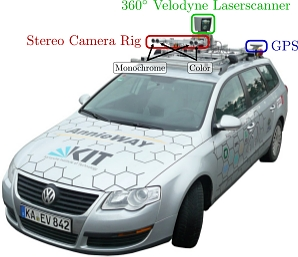 360° Velodyne Laserscanner
Stereo Camera Rig
GPS
Monochrome
Color
AnnieWAY
KIT
KA EV 842